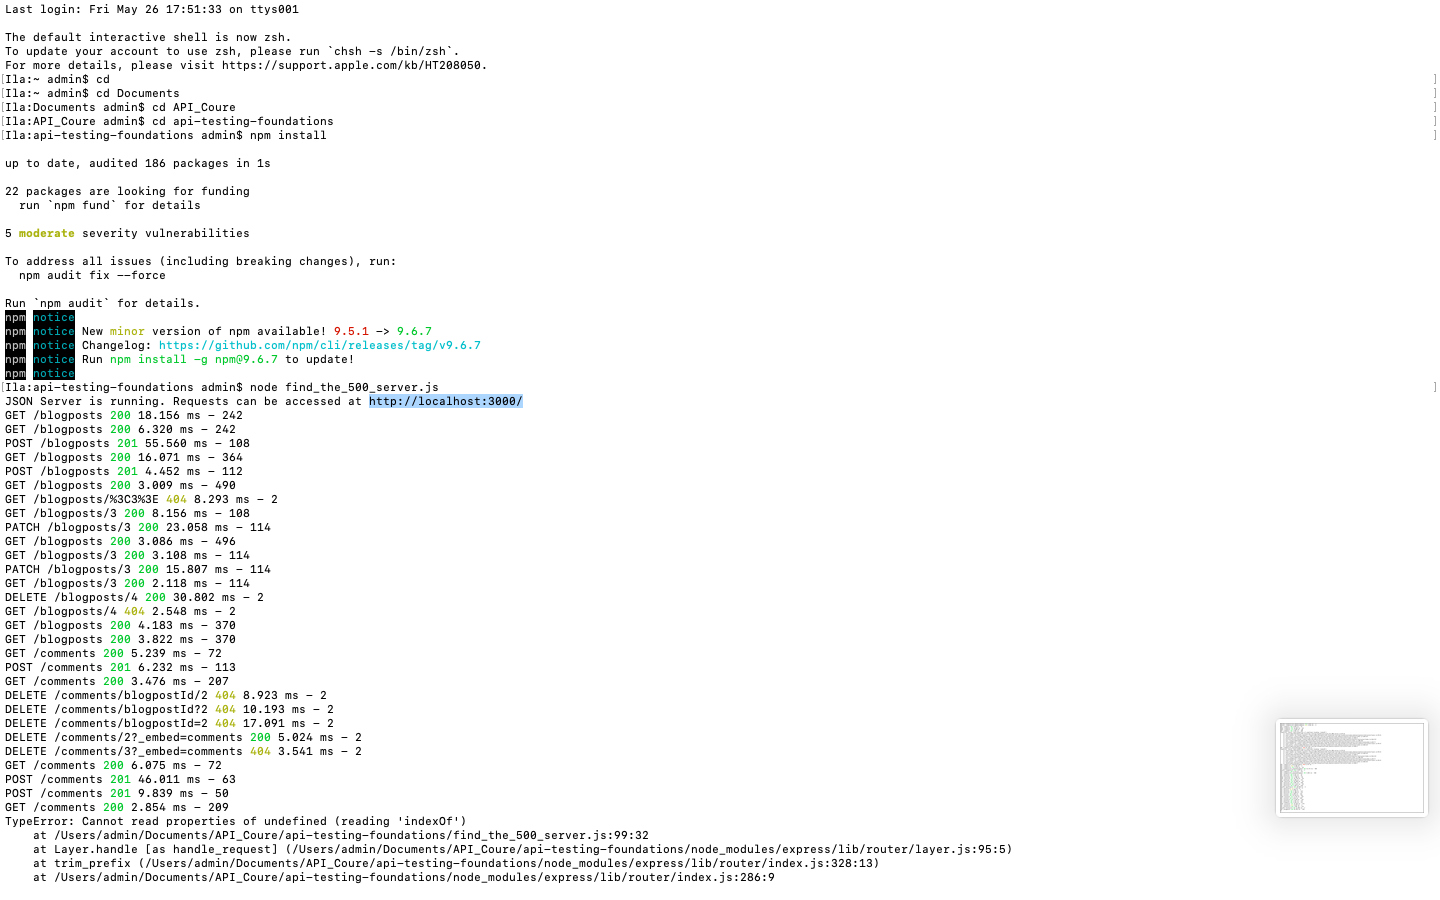 Last login: Fri May 26 17:51:33 on ttys001
The default interactive shell is now zsh.
To update your account to use zsh, please run `chsh -s /bin/zsh`.
For more details, please visit https://support.apple.com/kb/HT208050.
[Ila:~ admin$ cd ]
[Ila:~ admin$ cd Documents ]
[Ila:Documents admin$ cd API_Coure ]
[Ila:API_Coure admin$ cd api-testing-foundations ]
[Ila:api-testing-foundations admin$ npm install ]
up to date, audited 186 packages in 1s
22 packages are looking for funding
  run `npm fund` for details
5 moderate severity vulnerabilities
To address all issues (including breaking changes), run:
  npm audit fix --force
Run `npm audit` for details.
npm notice
npm notice New minor version of npm available! 9.5.1 -> 9.6.7
npm notice Changelog: https://github.com/npm/cli/releases/tag/v9.6.7
npm notice Run npm install -g npm@9.6.7 to update!
npm notice
[Ila:api-testing-foundations admin$ node find_the_500_server.js ]
JSON Server is running. Requests can be accessed at http://localhost:3000/
GET /blogposts 200 18.156 ms - 242
GET /blogposts 200 6.320 ms - 242
POST /blogposts 201 55.560 ms - 108
GET /blogposts 200 16.071 ms - 364
POST /blogposts 201 4.452 ms - 112
GET /blogposts 200 3.009 ms - 490
GET /blogposts/%3C3%3E 404 8.293 ms - 2
GET /blogposts/3 200 8.156 ms - 108
PATCH /blogposts/3 200 23.058 ms - 114
GET /blogposts 200 3.086 ms - 496
GET /blogposts/3 200 3.108 ms - 114
PATCH /blogposts/3 200 15.807 ms - 114
GET /blogposts/3 200 2.118 ms - 114
DELETE /blogposts/4 200 30.802 ms - 2
GET /blogposts/4 404 2.548 ms - 2
GET /blogposts 200 4.183 ms - 370
GET /blogposts 200 3.822 ms - 370
GET /comments 200 5.239 ms - 72
POST /comments 201 6.232 ms - 113
GET /comments 200 3.476 ms - 207
DELETE /comments/blogpostId/2 404 8.923 ms - 2
DELETE /comments/blogpostId?2 404 10.193 ms - 2
DELETE /comments/blogpostId=2 404 17.091 ms - 2
DELETE /comments/2?_embed=comments 200 5.024 ms - 2
DELETE /comments/3?_embed=comments 404 3.541 ms - 2
GET /comments 200 6.075 ms - 72
POST /comments 201 46.011 ms - 63
POST /comments 201 9.839 ms - 50
GET /comments 200 2.854 ms - 209
TypeError: Cannot read properties of undefined (reading 'indexOf')
    at /Users/admin/Documents/API_Coure/api-testing-foundations/find_the_500_server.js:99:32
    at Layer.handle [as handle_request] (/Users/admin/Documents/API_Coure/api-testing-foundations/node_modules/express/lib/router/layer.js:95:5)
    at trim_prefix (/Users/admin/Documents/API_Coure/api-testing-foundations/node_modules/express/lib/router/index.js:328:13)
    at /Users/admin/Documents/API_Coure/api-testing-foundations/node_modules/express/lib/router/index.js:286:9